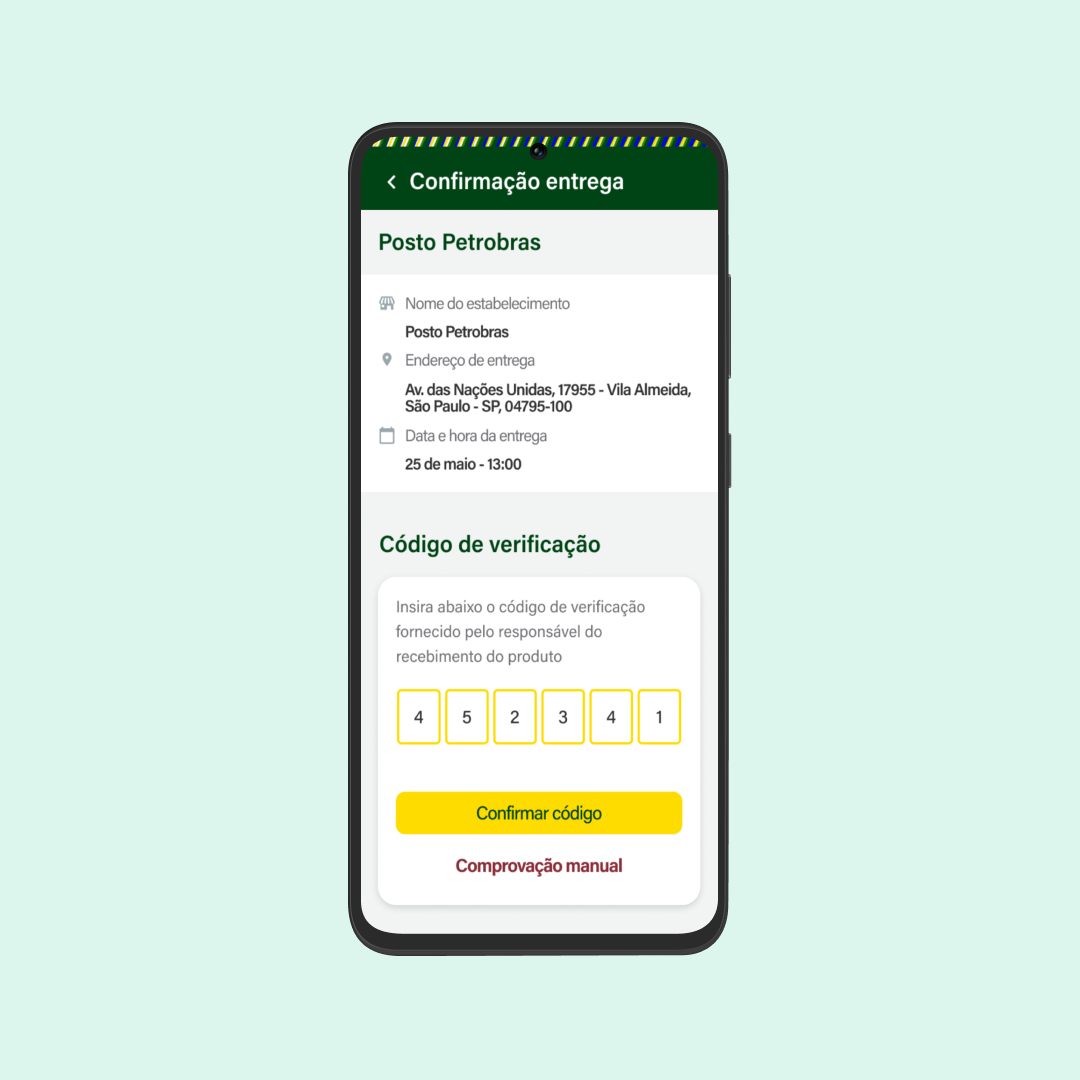 Confirmação entrega
Posto Petrobras
Nome do estabelecimento
Posto Petrobras
Endereço de entrega
Av. das Nações Unidas, 17955 - Vila Almeida,
São Paulo - SP, 04795-100
Data e hora da entrega
25 de maio - 13:00
Código de verificação
Insira abaixo o código de verificação
fornecido pelo responsável do
recebimento do produto
4 5 2 3 4 1
Confirmar código
Comprovação manual